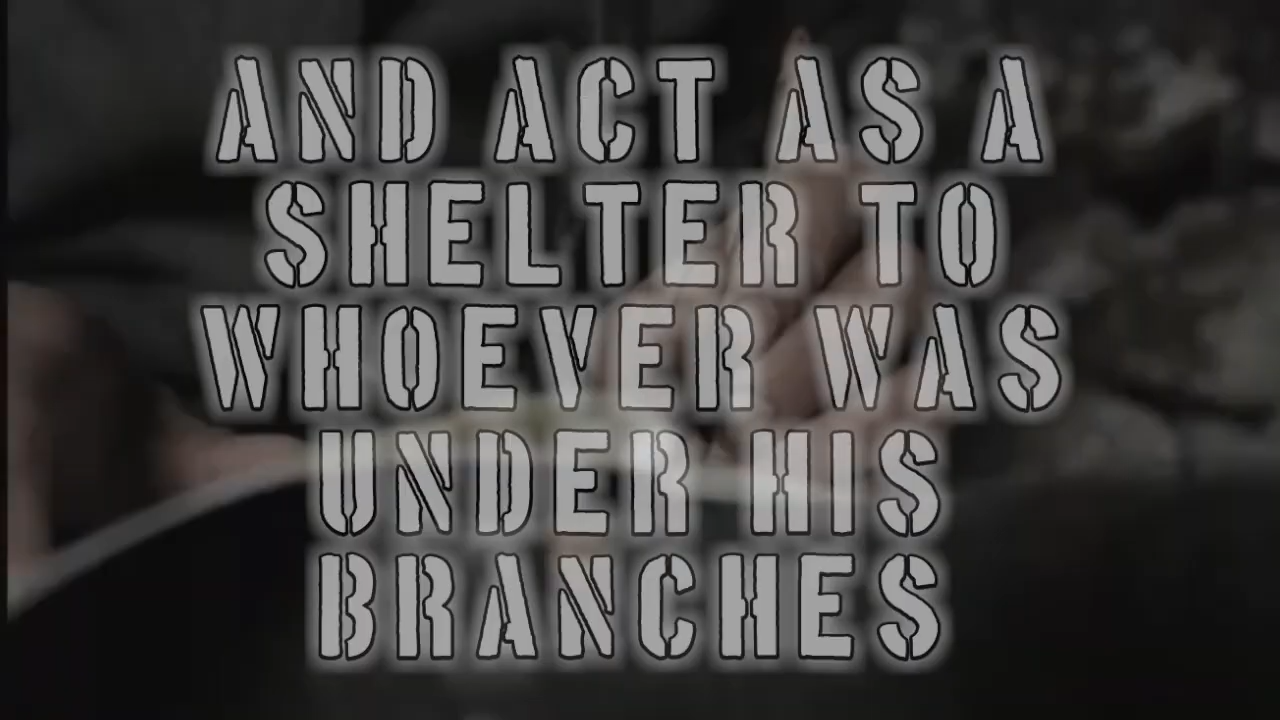 AND ACT AS A
SHELTER TO
WHOEVER WAS
UNDER HIS
BRANCHES